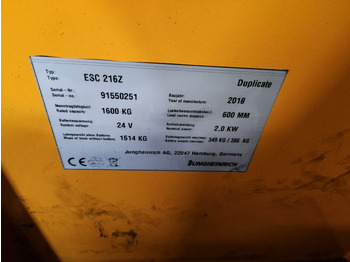 Duplicate
Typ:
Type:
ESC 216Z
Serial - Nr.:
Serial - no.:
91550251
Baujahr:
Year of manufacture:
2016
Nenntragfähigkeit:
Rated capacity:
1600 KG
Lastschwerpunktabstand:
Load centre distance:
600 MM
Batteriespannung:
System voltage:
24 V
Antriebsleistung:
Nominal power:
2.0 KW
Leergewicht ohne Batterie:
Net weight without battery:
1614 KG
Batteriegewicht min/max:
Battery weight min/max:
349 KG / 386 KG
CE
Jungheinrich AG, 22047 Hamburg, Germany
JUNGHEINRICH